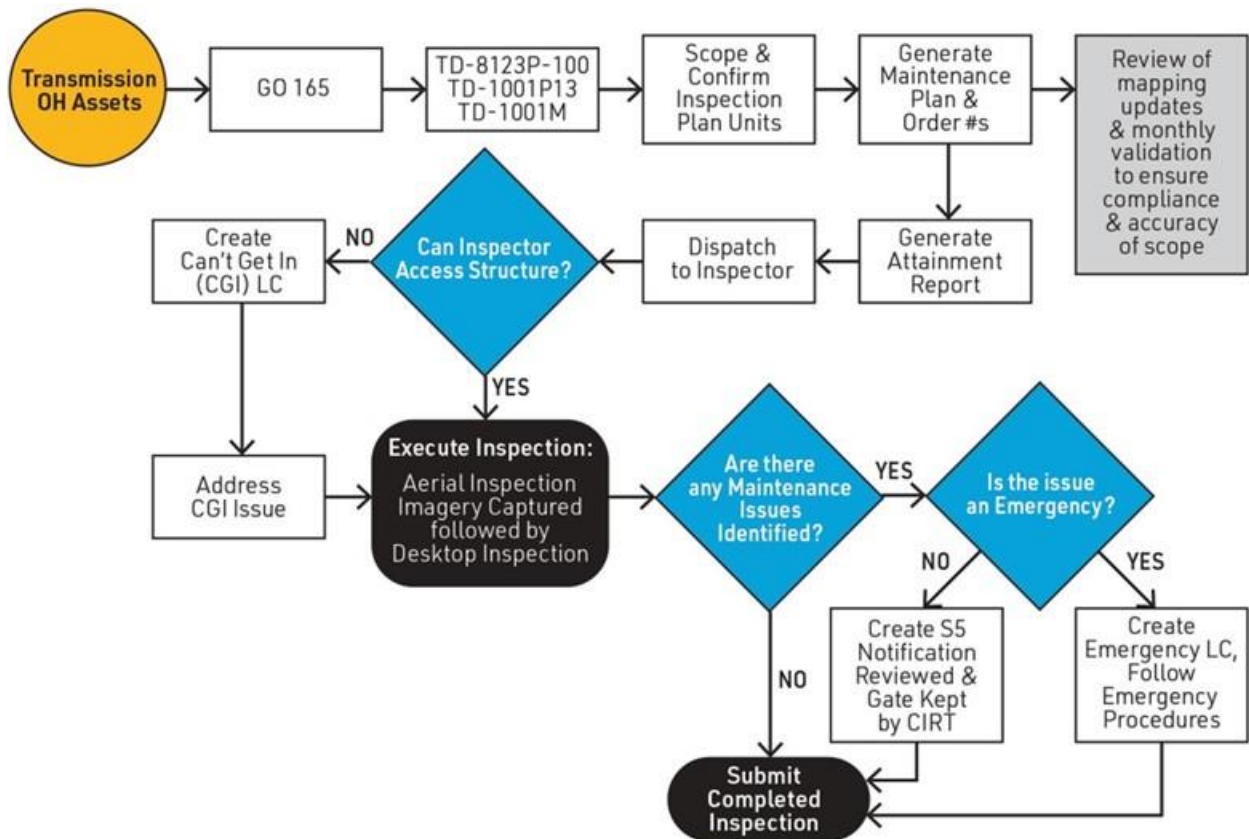 Transmission
OH Assets
GO 165
TD-8123P-100
TD-1001P13
TD-1001M
Scope &
Confirm
Inspection
Plan Units
Generate
Maintenance
Plan &
Order #s
Review of
mapping
updates
& monthly
validation
to ensure
compliance
& accuracy
of scope
Generate
Attainment
Report
Dispatch
to Inspector
Can Inspector
Access Structure?
NO
Create
Can't Get In
(CGI) LC
YES
Address
CGI Issue
Execute Inspection:
Aerial Inspection
Imagery Captured
followed by
Desktop Inspection
Are there
any Maintenance
Issues
Identified?
YES
Is the issue
an Emergency?
NO
YES
NO
Create S5
Notification
Reviewed &
Gate Kept
by CIRT
Create
Emergency LC,
Follow
Emergency
Procedures
Submit
Completed
Inspection